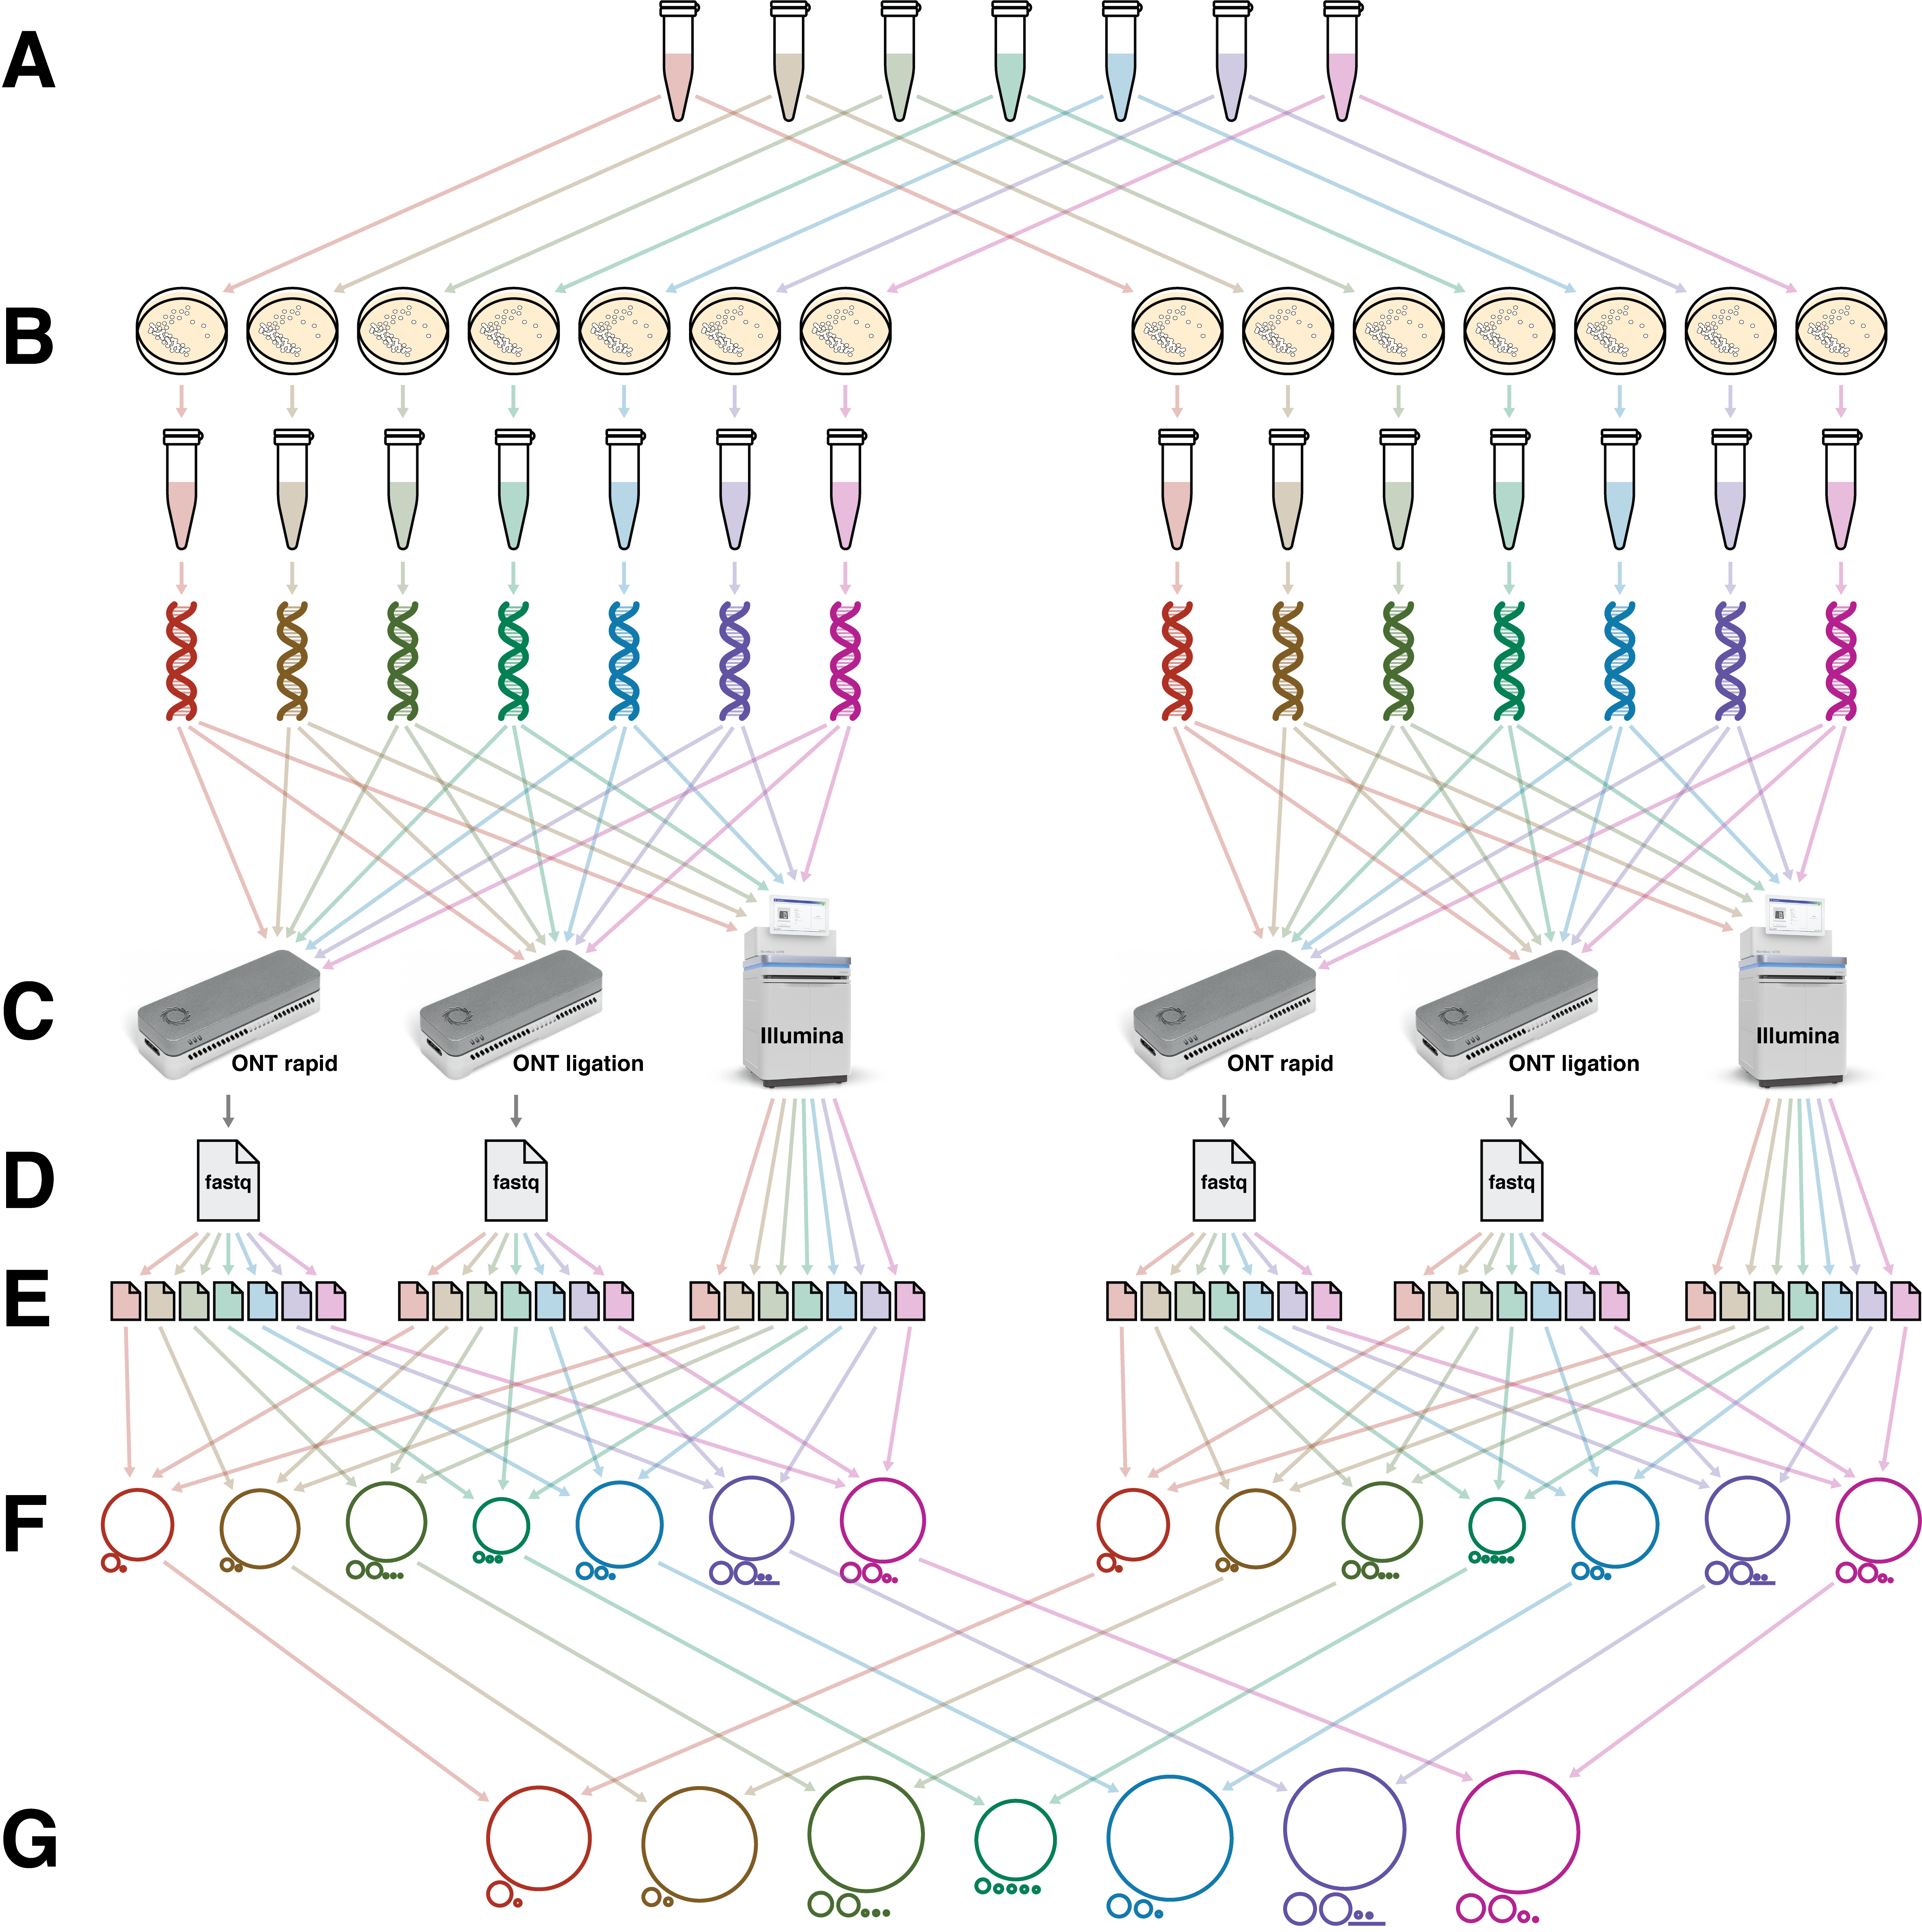 A
B
C
Illumina
Illumina
ONT rapid
ONT ligation
ONT rapid
ONT ligation
D
fastq
fastq
fastq
fastq
E
F
G